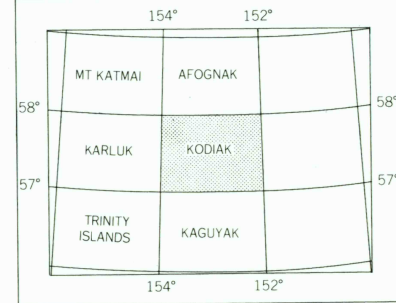 154° 152°
MT KATMAI AFOGNAK
58° 58°
KARLUK KODIAK
57° 57°
TRINITY
ISLANDS KAGUYAK
154° 152°